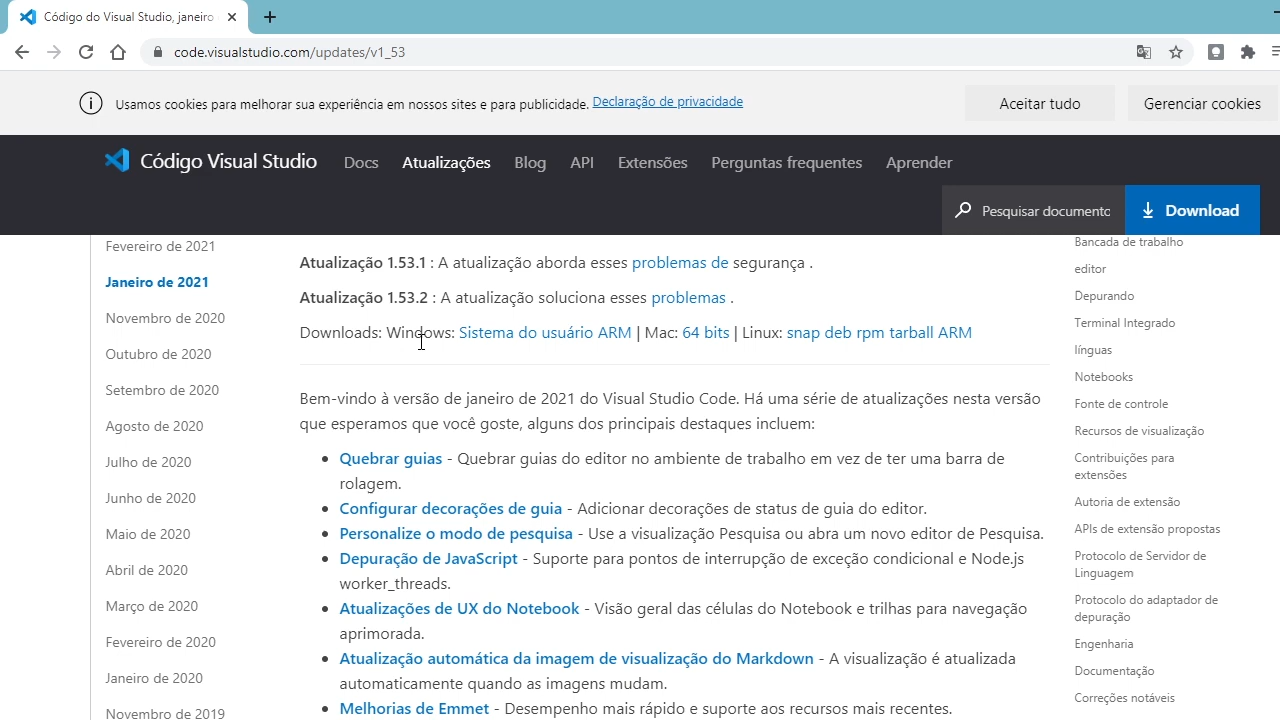 Código do Visual Studio, janeiro
code.visualstudio.com/updates/v1_53
Usamos cookies para melhorar sua experiência em nossos sites e para publicidade. Declaração de privacidade
Aceitar tudo
Gerenciar cookies
Código Visual Studio
Docs
Atualizações
Blog
API
Extensões
Perguntas frequentes
Aprender
Pesquisar documento
Download
Fevereiro de 2021
Janeiro de 2021
Novembro de 2020
Outubro de 2020
Setembro de 2020
Agosto de 2020
Julho de 2020
Junho de 2020
Maio de 2020
Abril de 2020
Março de 2020
Fevereiro de 2020
Janeiro de 2020
Novembro de 2019
Atualização 1.53.1 : A atualização aborda esses problemas de segurança .
Atualização 1.53.2 : A atualização soluciona esses problemas .
Downloads: Windows: Sistema do usuário ARM | Mac: 64 bits | Linux: snap deb rpm tarball ARM
Bem-vindo à versão de janeiro de 2021 do Visual Studio Code. Há uma série de atualizações nesta versão
que esperamos que você goste, alguns dos principais destaques incluem:
Quebrar guias - Quebrar guias do editor no ambiente de trabalho em vez de ter uma barra de
rolagem.
Configurar decorações de guia - Adicionar decorações de status de guia do editor.
Personalize o modo de pesquisa - Use a visualização Pesquisa ou abra um novo editor de Pesquisa.
Depuração de JavaScript - Suporte para pontos de interrupção de exceção condicional e Node.js
worker_threads.
Atualizações de UX do Notebook - Visão geral das células do Notebook e trilhas para navegação
aprimorada.
Atualização automática da imagem de visualização do Markdown - A visualização é atualizada
automaticamente quando as imagens mudam.
Melhorias de Emmet - Desempenho mais rápido e suporte aos recursos mais recentes.
Bancada de trabalho
editor
Depurando
Terminal Integrado
línguas
Notebooks
Fonte de controle
Recursos de visualização
Contribuições para
extensões
Autoria de extensão
APIs de extensão propostas
Protocolo de Servidor de
Linguagem
Protocolo do adaptador de
depuração
Engenharia
Documentação
Correções notáveis